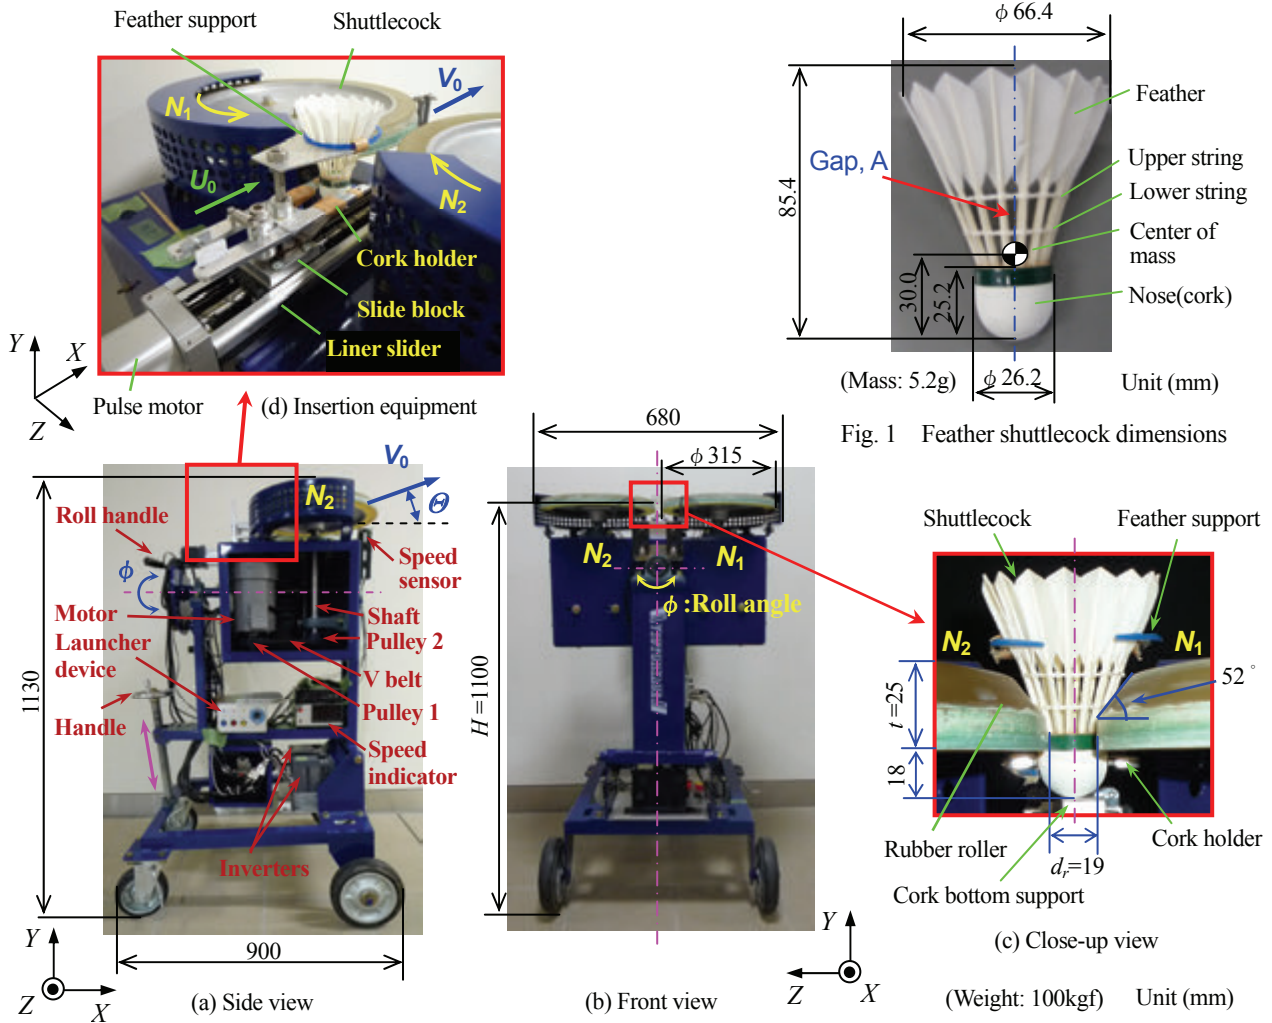 Feather support
Shuttlecock
V0
N1
U0
N2
Cork holder
Slide block
Liner slider
Y
X
Z
Pulse motor
(d) Insertion equipment
ϕ 66.4
85.4
Feather
Gap, A
Upper string
Lower string
Center of
mass
30.0
25.2
Nose(cork)
(Mass: 5.2g)
ϕ 26.2
Unit (mm)
Fig. 1 Feather shuttlecock dimensions
V0
N2
Θ
Roll handle
Speed
sensor
ϕ
Motor
Shaft
Launcher
device
Pulley 2
V belt
1130
Pulley 1
Handle
Speed
indicator
Inverters
900
Y
Z
X
(a) Side view
680
ϕ 315
N2
N1
ϕ :Roll angle
H=1100
Y
Z
X
(b) Front view
Shuttlecock
Feather support
N2
N1
52°
t=25
18
Rubber roller
dr=19
Cork holder
Cork bottom support
(c) Close-up view
(Weight: 100kgf)
Unit (mm)